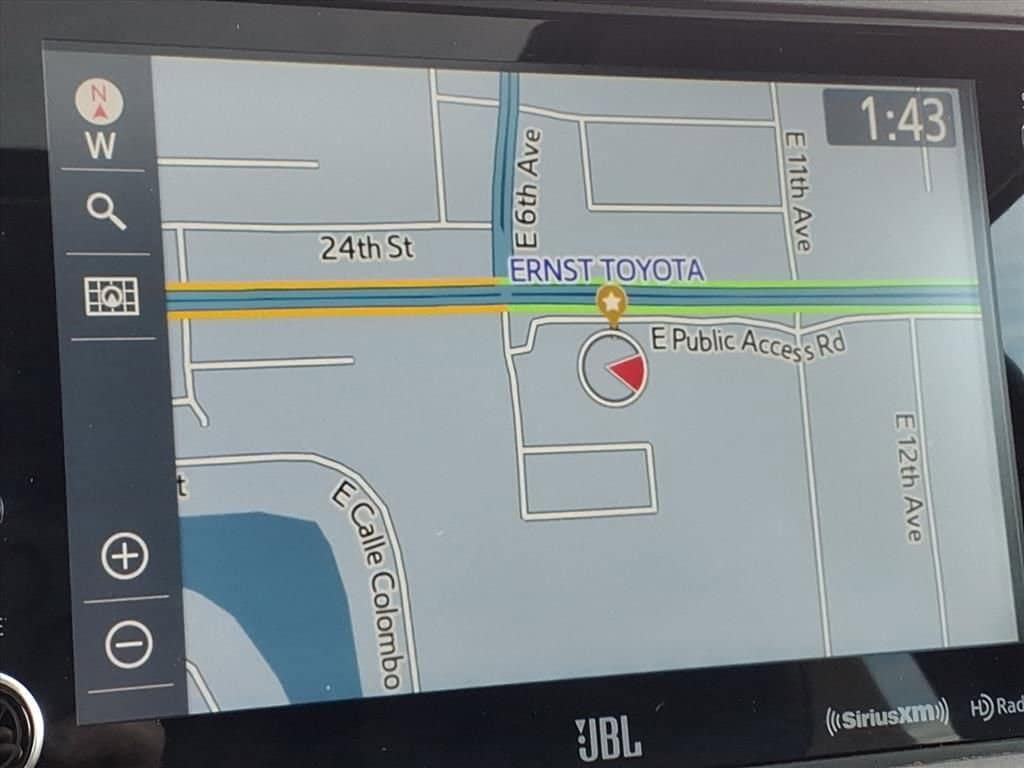 N
W
1:43
E 6th Ave
E 11th Ave
24th St
ERNST TOYOTA
E Public Access Rd
E 12th Ave
t
E Calle Colombo
JBL
SiriusXM
HD Rad